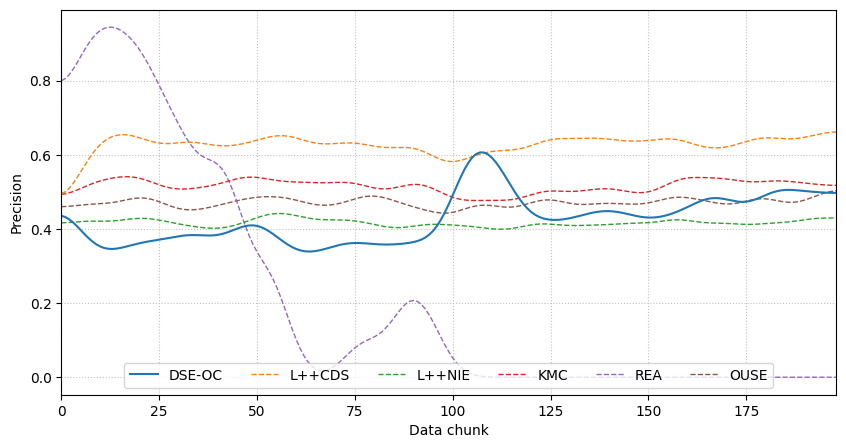 Precision
0.8
0.6
0.4
0.2
0.0
DSE-OC L++CDS L++NIE KMC REA OUSE
0 25 50 75 100 125 150 175
Data chunk